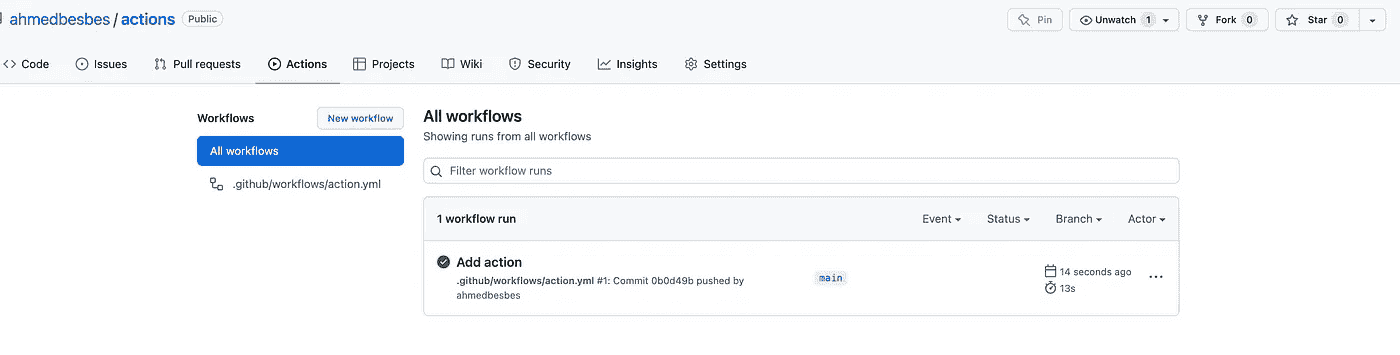 ahmedbesbes / actions Public
Pin Unwatch 1 Fork 0 Star 0
Code Issues Pull requests Actions Projects Wiki Security Insights Settings
Workflows New workflow
All workflows
.github/workflows/action.yml
All workflows
Showing runs from all workflows
Filter workflow runs
1 workflow run Event Status Branch Actor
Add action
.github/workflows/action.yml #1: Commit 0b0d49b pushed by
ahmedbesbes
main
14 seconds ago
13s